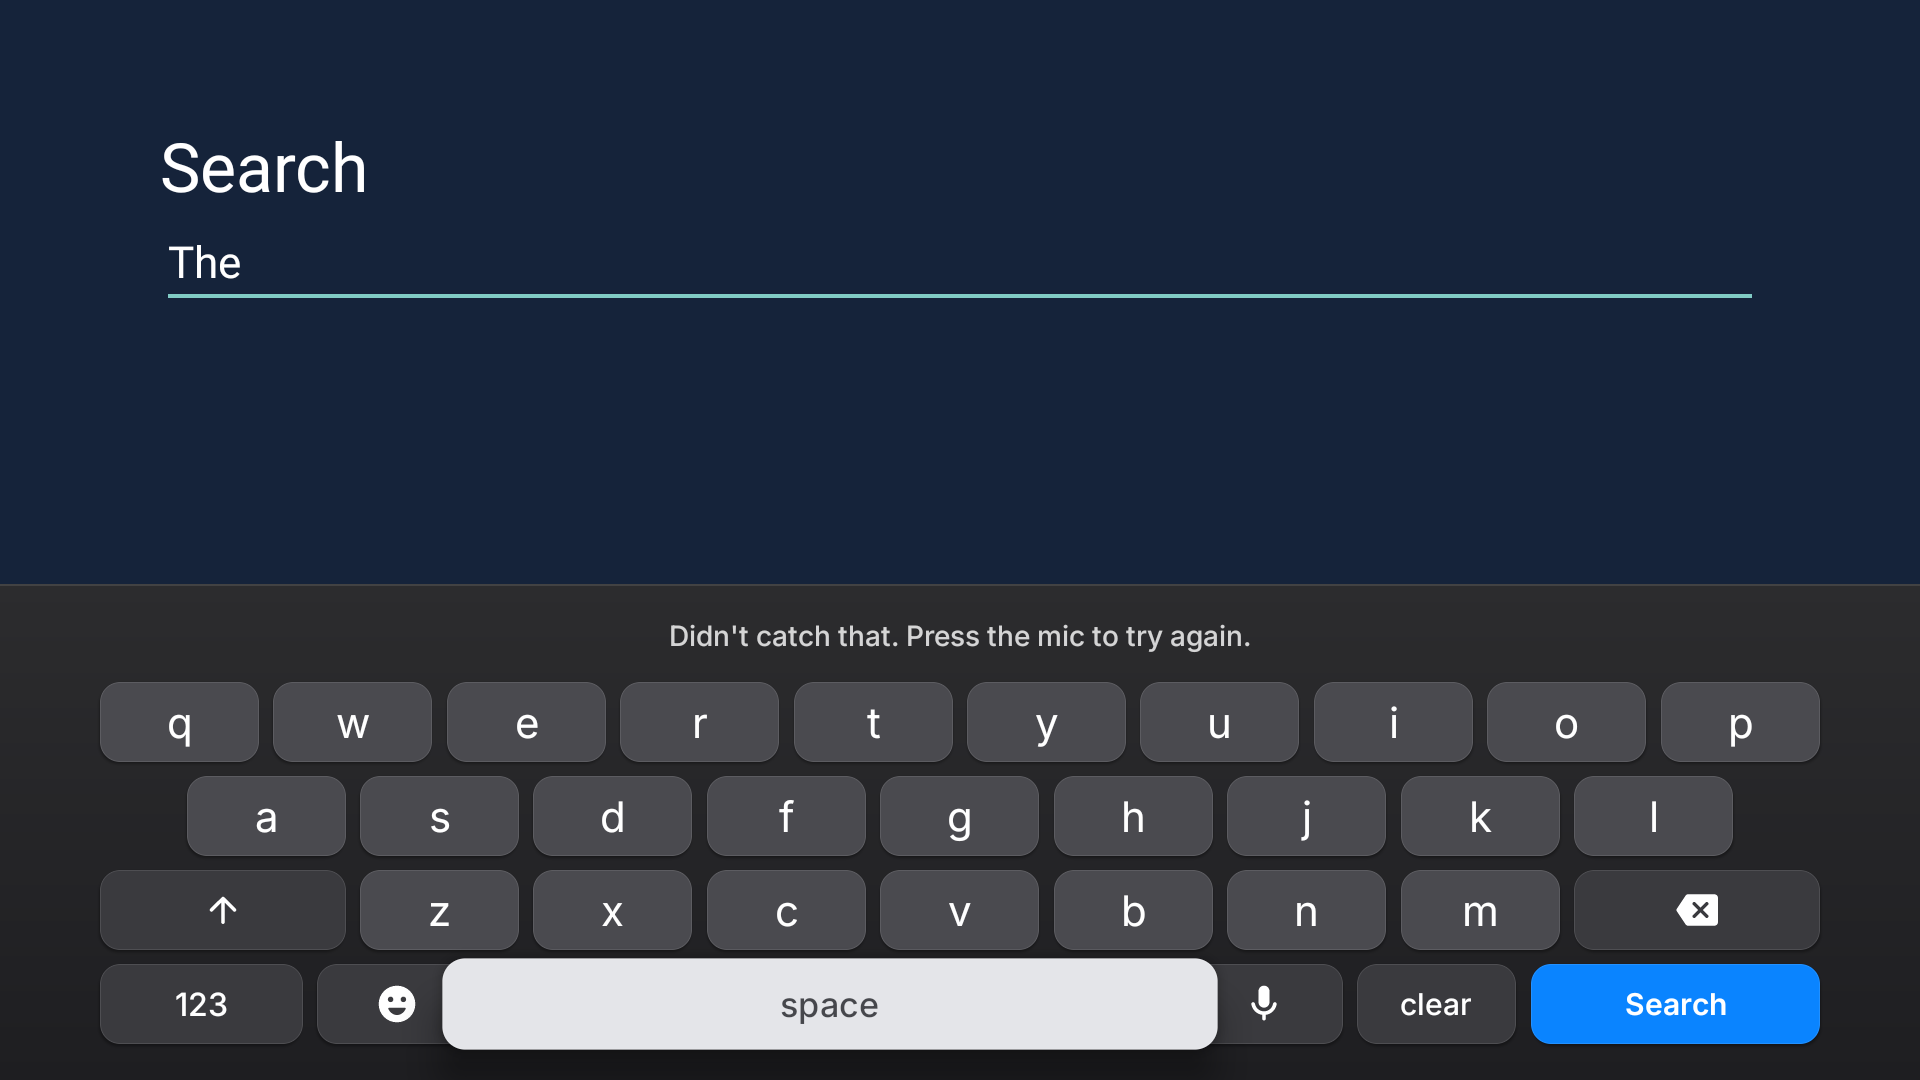 Search
The
Didn't catch that. Press the mic to try again.
q w e r t y u i o p
a s d f g h j k l
z x c v b n m
123 space clear Search